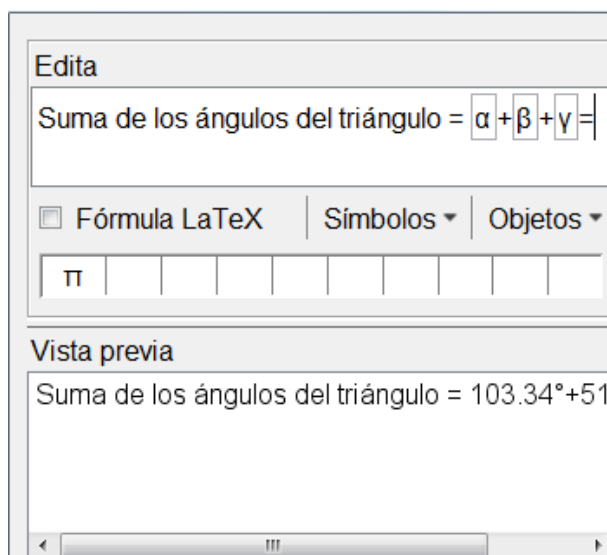 Edita
Suma de los ángulos del triángulo = α+β+γ=
Fórmula LaTeX Símbolos Objetos
π
Vista previa
Suma de los ángulos del triángulo = 103.34°+51